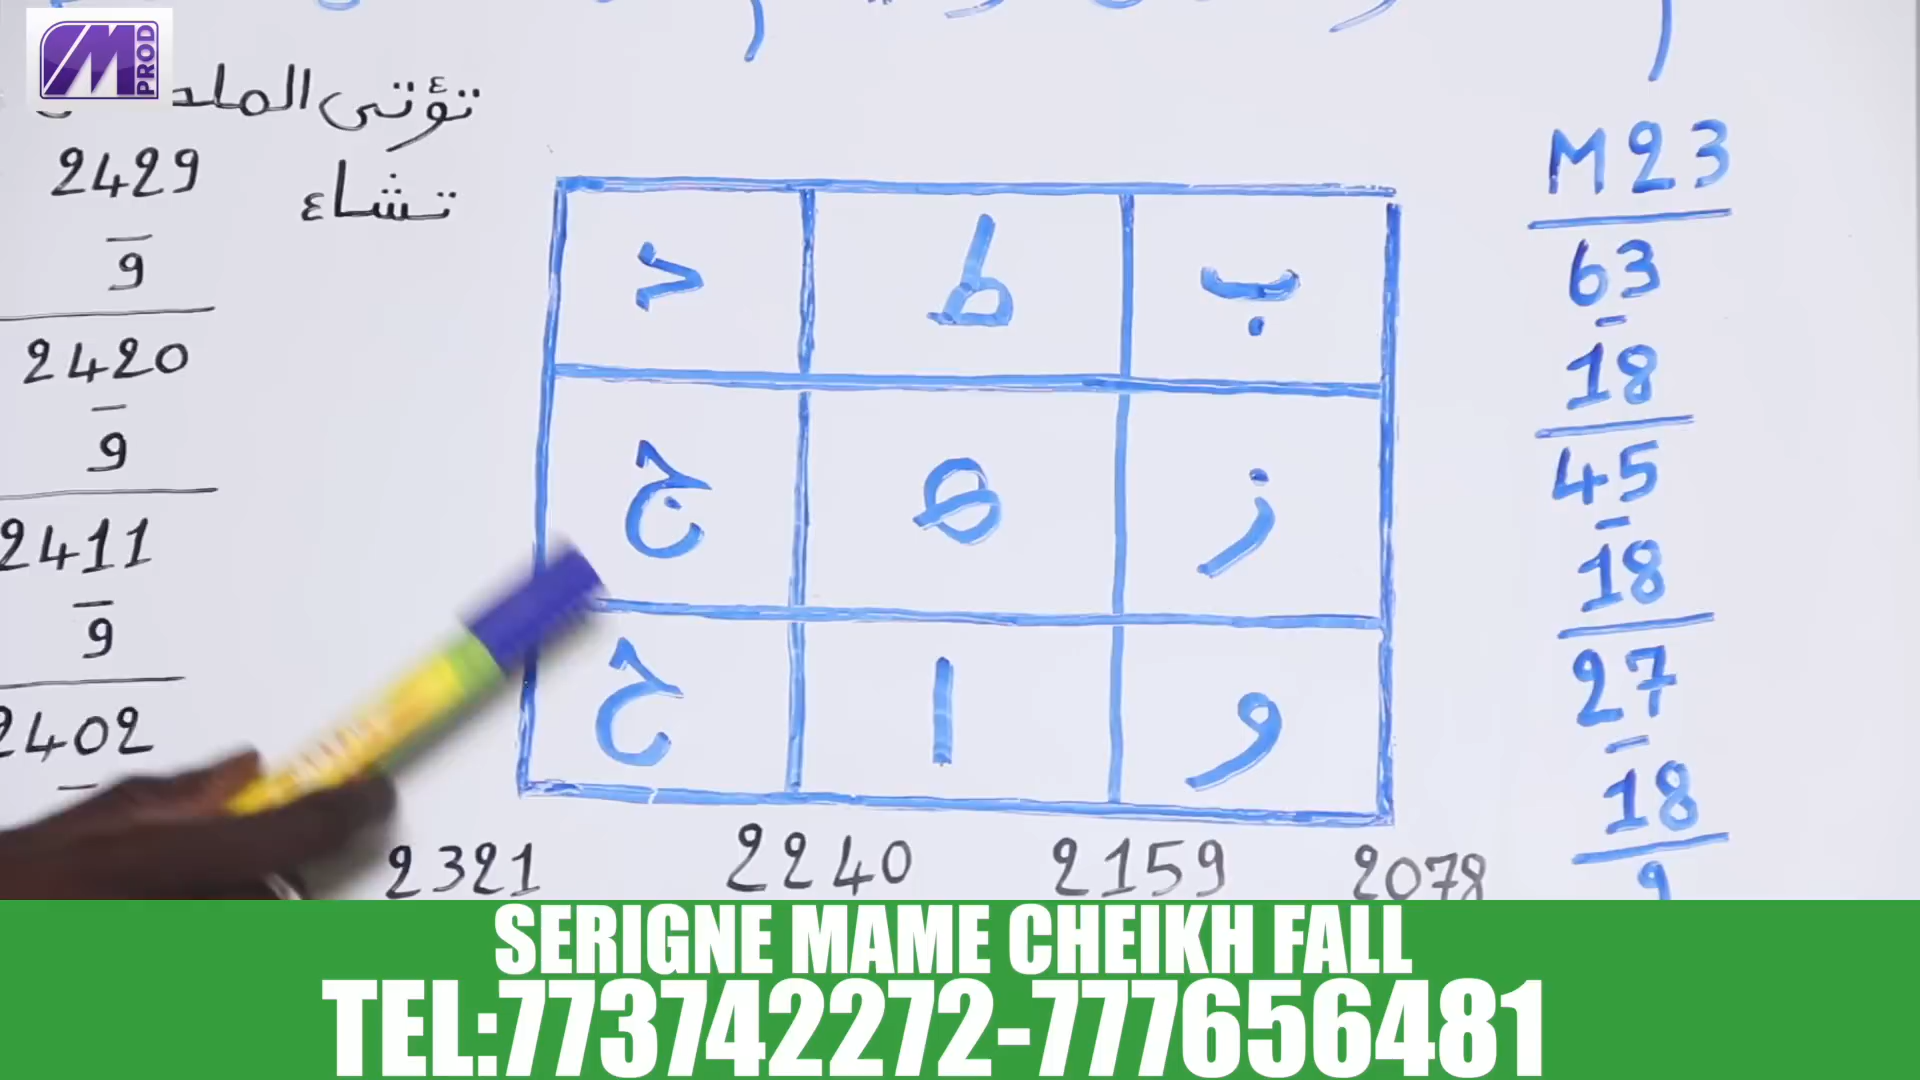 M PROD
تؤتى
تشاء
2429
—
9
2420
—
9
2411
—
9
2402
—
د ط ب
ج ه ز
ح ا و
2321 2240 2159 2078
M23
63
-
18
45
-
18
27
-
18
9
SERIGNE MAME CHEIKH FALL
TEL:773742272-777656481